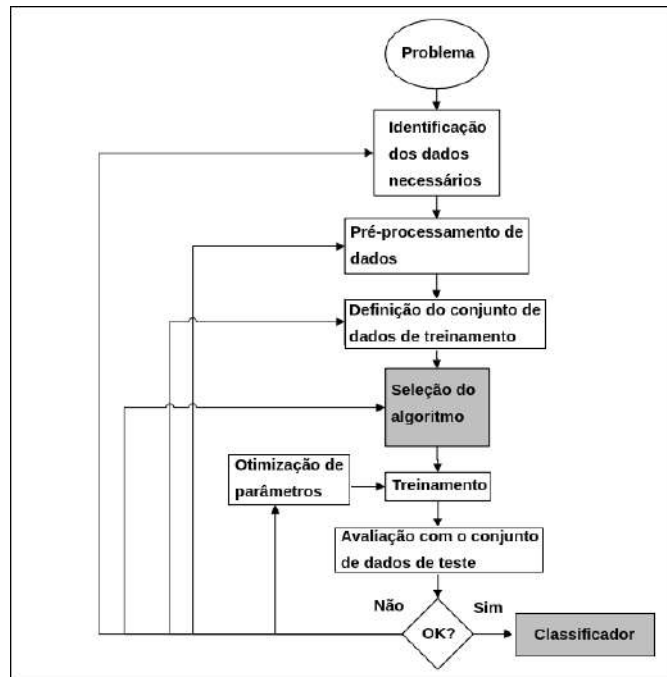 Problema
Identificação
dos dados
necessários
Pré-processamento de
dados
Definição do conjunto de
dados de treinamento
Seleção do
algoritmo
Otimização de
parâmetros
Treinamento
Avaliação com o conjunto
de dados de teste
Não
Sim
OK?
Classificador